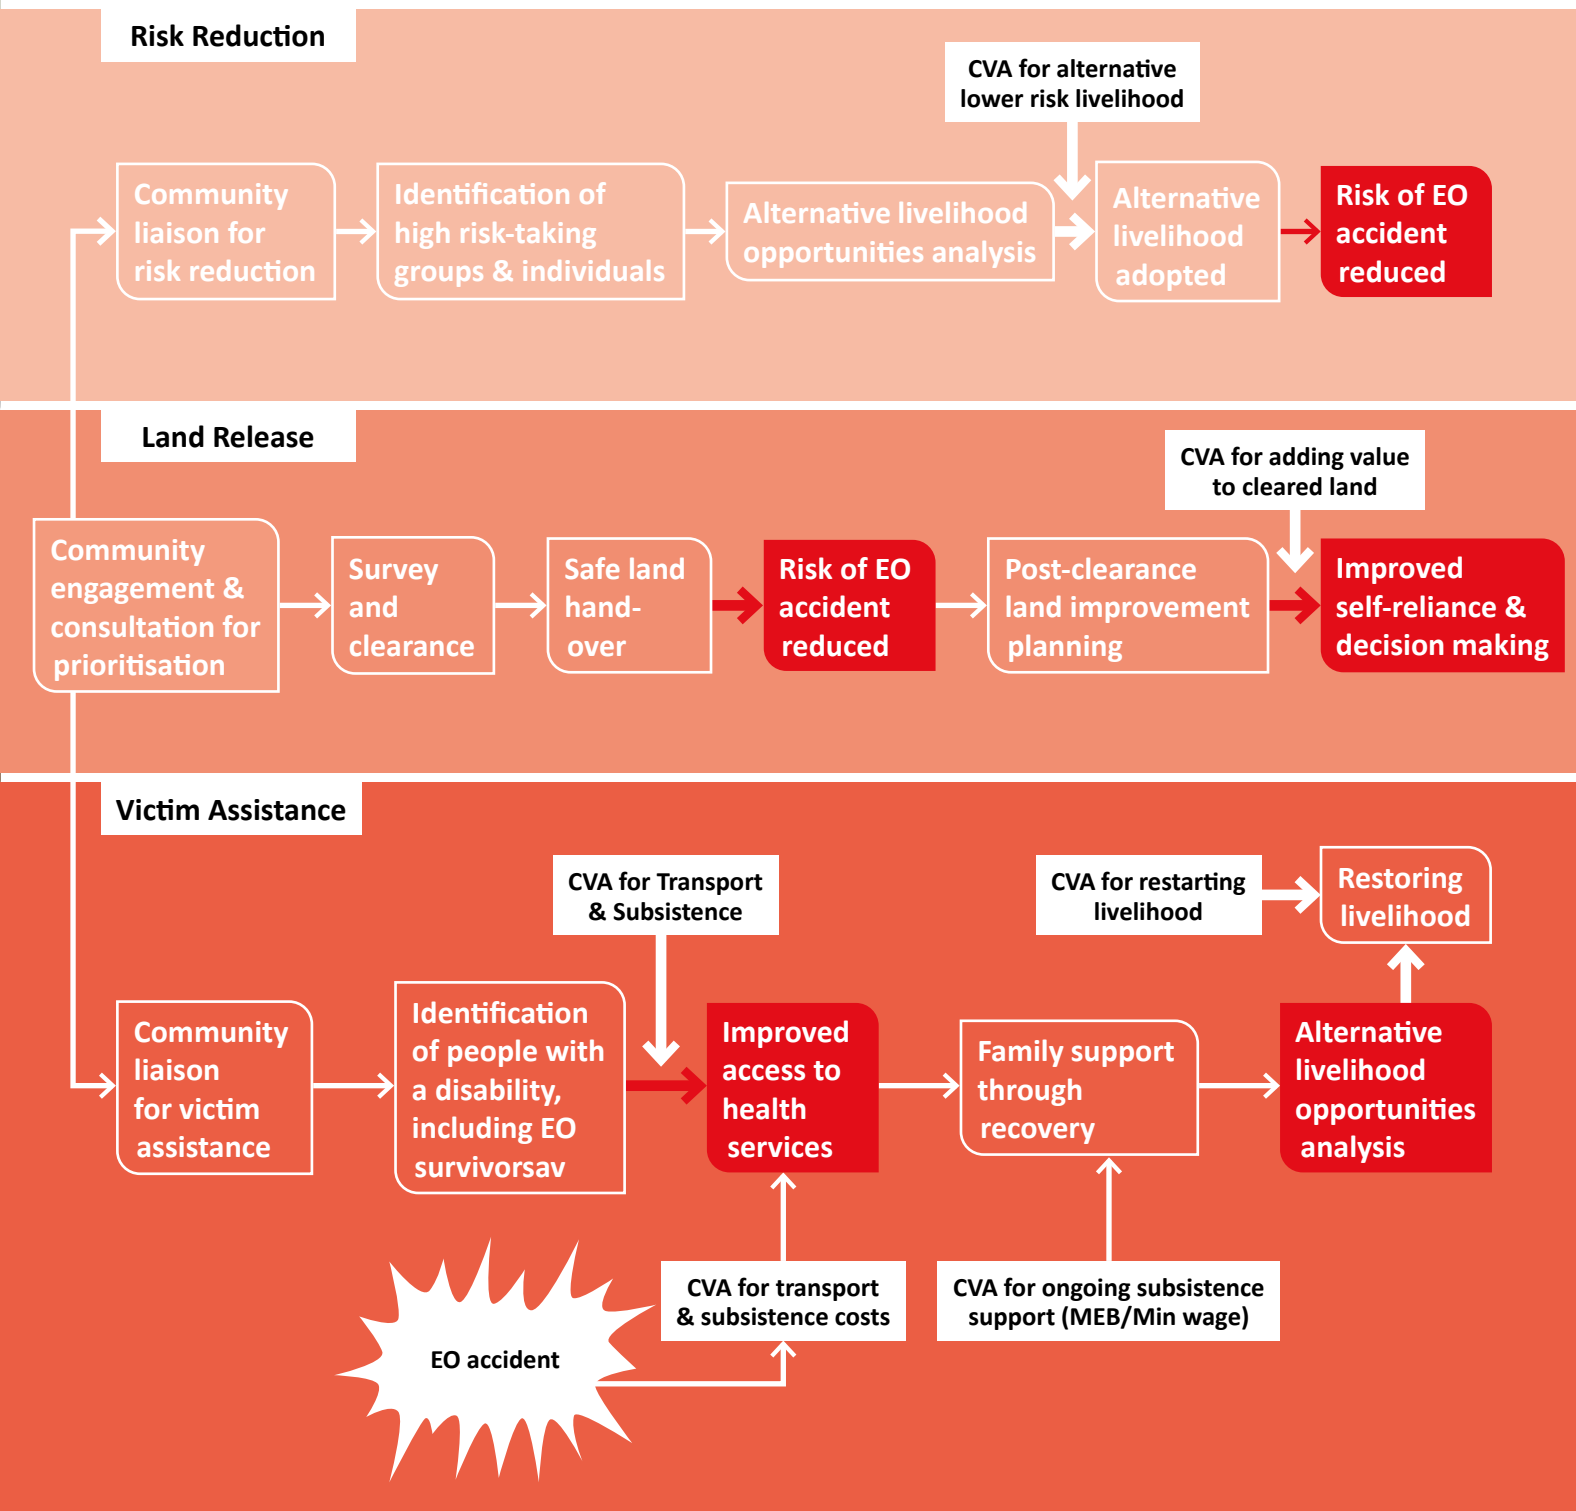 Risk Reduction
CVA for alternative
lower risk livelihood
Community
liaison for
risk reduction
Identification of
high risk-taking
groups & individuals
Alternative livelihood
opportunities analysis
Alternative
livelihood
adopted
Risk of EO
accident
reduced
Land Release
CVA for adding value
to cleared land
Community
engagement &
consultation for
prioritisation
Survey
and
clearance
Safe land
hand-
over
Risk of EO
accident
reduced
Post-clearance
land improvement
planning
Improved
self-reliance &
decision making
Victim Assistance
CVA for Transport
& Subsistence
CVA for restarting
livelihood
Restoring
livelihood
Community
liaison
for victim
assistance
Identification
of people with
a disability,
including EO
survivorsav
Improved
access to
health
services
Family support
through
recovery
Alternative
livelihood
opportunities
analysis
EO accident
CVA for transport
& subsistence costs
CVA for ongoing subsistence
support (MEB/Min wage)